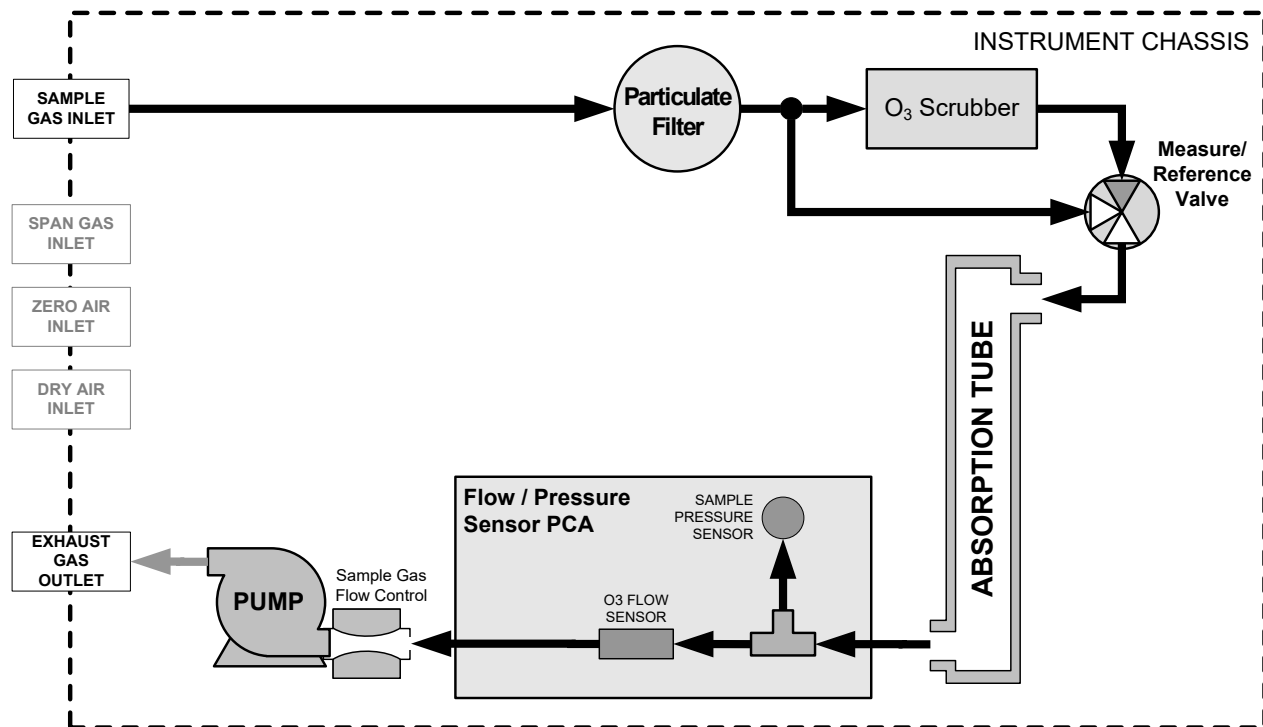 INSTRUMENT CHASSIS
SAMPLE
GAS INLET
Particulate
Filter
O₃ Scrubber
Measure/
Reference
Valve
SPAN GAS
INLET
ZERO AIR
INLET
DRY AIR
INLET
ABSORPTION TUBE
Flow / Pressure
Sensor PCA
SAMPLE
PRESSURE
SENSOR
EXHAUST
GAS
OUTLET
PUMP
Sample Gas
Flow Control
O3 FLOW
SENSOR